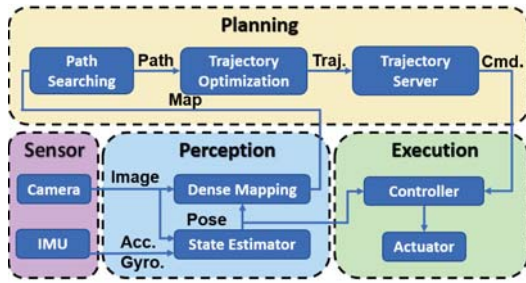 Planning
Path
Searching
Path
Trajectory
Optimization
Traj.
Trajectory
Server
Cmd.
Map
Sensor
Camera
IMU
Perception
Image
Dense Mapping
Pose
State Estimator
Acc.
Gyro.
Execution
Controller
Actuator